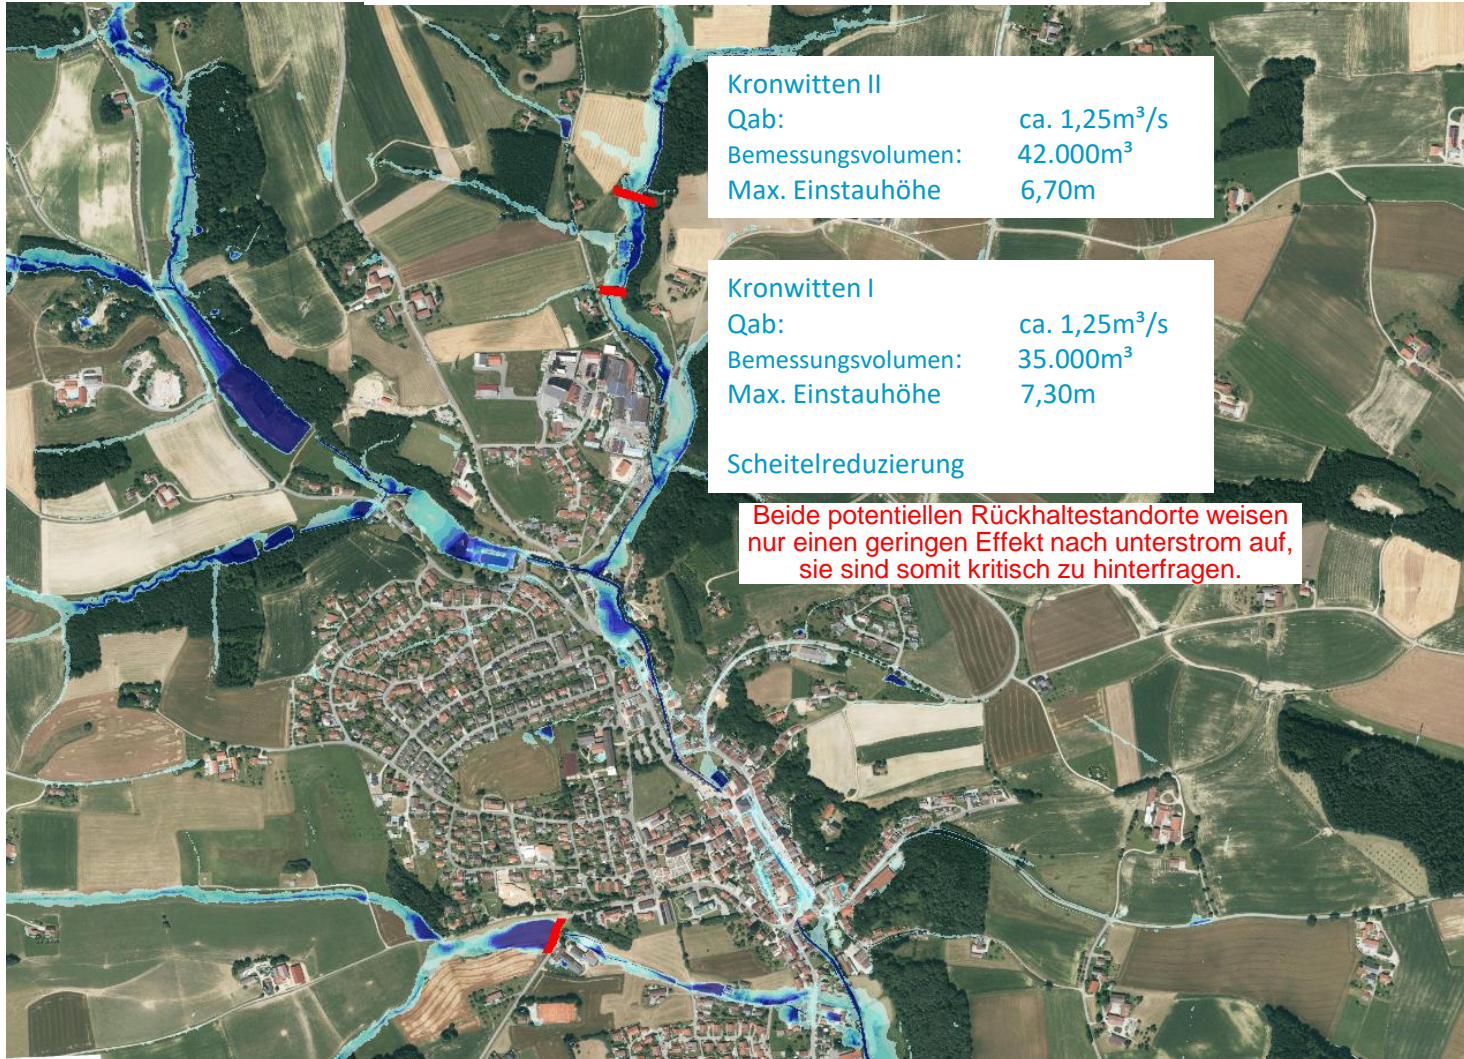 Kronwitten II
Qab: ca. 1,25m³/s
Bemessungsvolumen: 42.000m³
Max. Einstauhöhe 6,70m
Kronwitten I
Qab: ca. 1,25m³/s
Bemessungsvolumen: 35.000m³
Max. Einstauhöhe 7,30m
Scheitelreduzierung
Beide potentiellen Rückhaltestandorte weisen
nur einen geringen Effekt nach unterstrom auf,
sie sind somit kritisch zu hinterfragen.